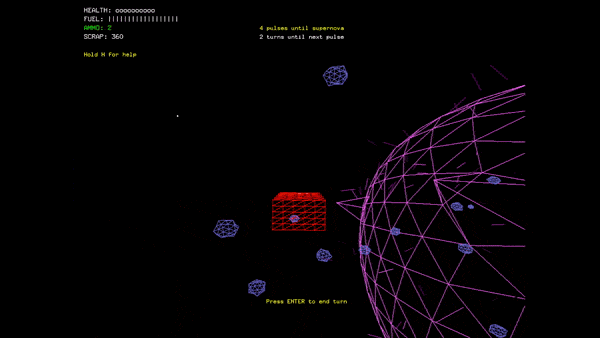 HEALTH: oooooooooo
FUEL: ||||||||||||||||||
AMMO: 2
SCRAP: 360
Hold H for help
4 pulses until supernova
2 turns until next pulse
Press ENTER to end turn